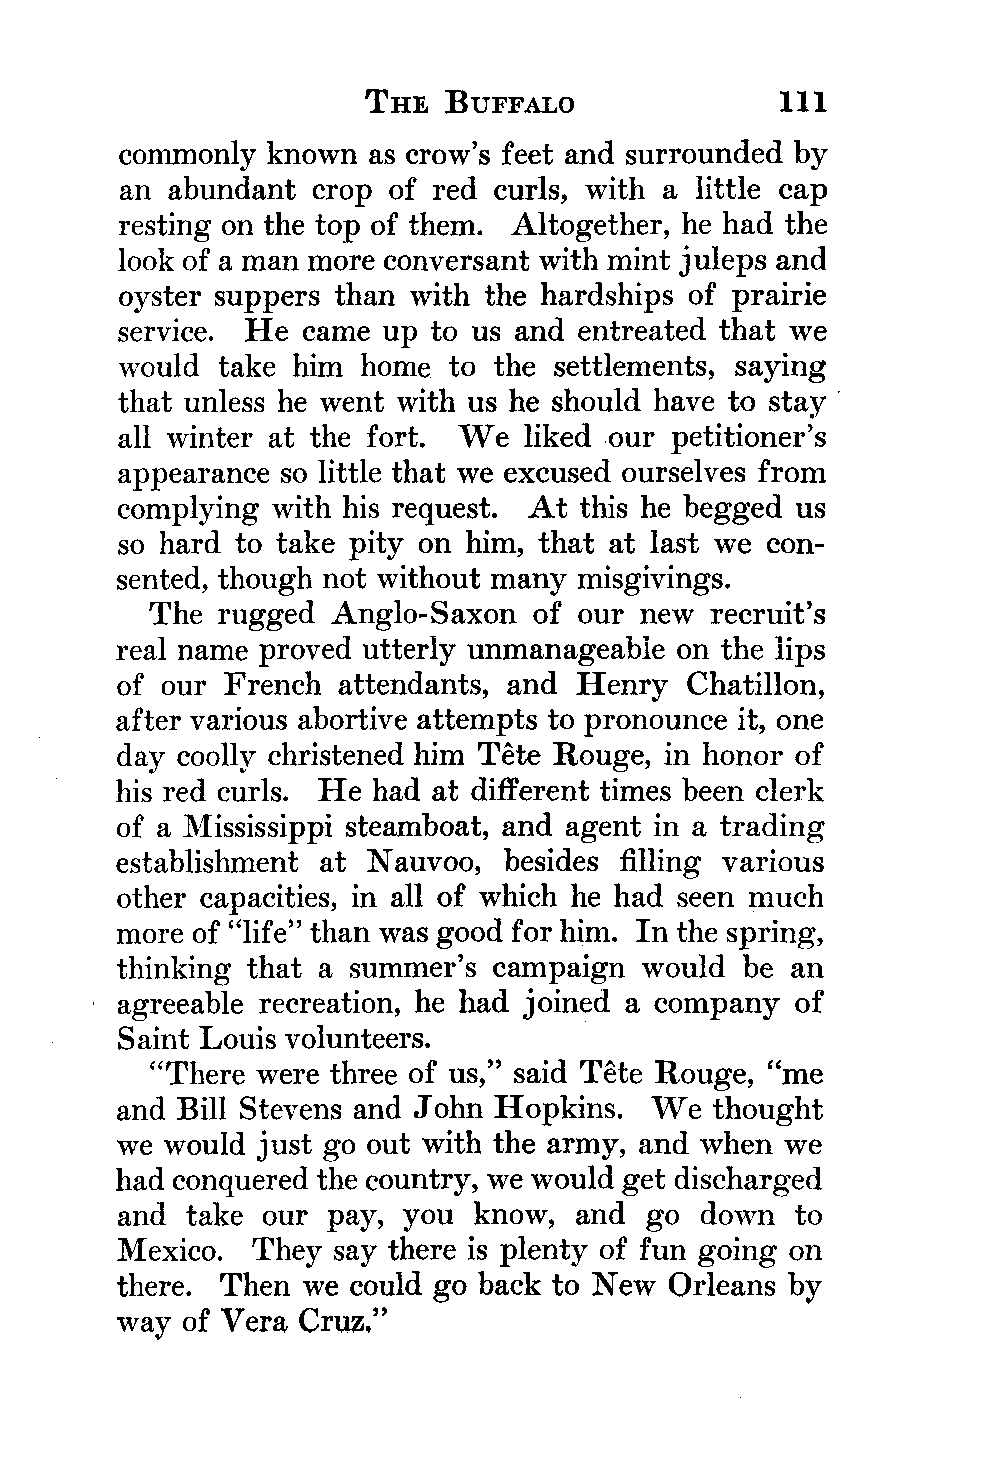 THE BUFFALO 111
commonly known as crow's feet and surrounded by
an abundant crop of red curls, with a little cap
resting on the top of them. Altogether, he had the
look of a man more conversant with mint juleps and
oyster suppers than with the hardships of prairie
service. He came up to us and entreated that we
would take him home to the settlements, saying
that unless he went with us he should have to stay
all winter at the fort. We liked our petitioner's
appearance so little that we excused ourselves from
complying with his request. At this he begged us
so hard to take pity on him, that at last we con-
sented, though not without many misgivings.
The rugged Anglo-Saxon of our new recruit's
real name proved utterly unmanageable on the lips
of our French attendants, and Henry Chatillon,
after various abortive attempts to pronounce it, one
day coolly christened him Tête Rouge, in honor of
his red curls. He had at different times been clerk
of a Mississippi steamboat, and agent in a trading
establishment at Nauvoo, besides filling various
other capacities, in all of which he had seen much
more of "life" than was good for him. In the spring,
thinking that a summer's campaign would be an
agreeable recreation, he had joined a company of
Saint Louis volunteers.
"There were three of us," said Tête Rouge, "me
and Bill Stevens and John Hopkins. We thought
we would just go out with the army, and when we
had conquered the country, we would get discharged
and take our pay, you know, and go down to
Mexico. They say there is plenty of fun going on
there. Then we could go back to New Orleans by
way of Vera Cruz."